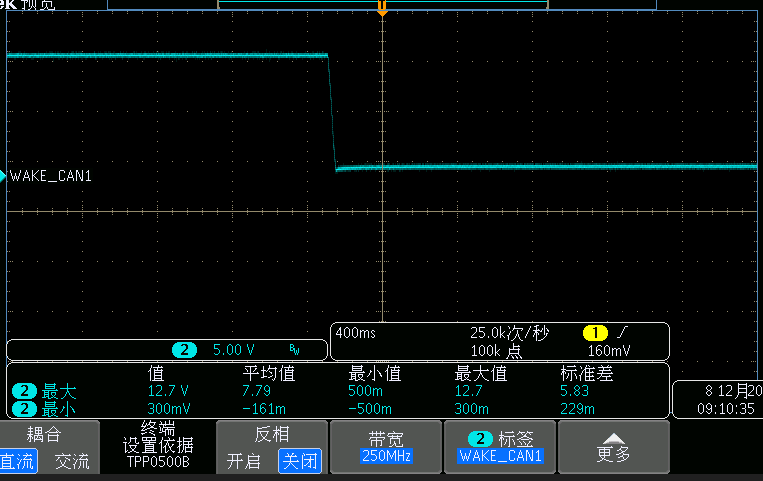 ek 预览
T
WAKE_CAN1
2 5.00 V BW
400ms 25.0k次/秒 1
100k 点 160mV
值 平均值 最小值 最大值 标准差
2 最大 12.7 V 7.79 500m 12.7 5.83
2 最小 300mV -161m -500m 300m 229m
8 12月20
09:10:35
耦合
直流 交流
终端
设置依据
TPP0500B
反相
开启 关闭
带宽
250MHz
2 标签
WAKE_CAN1
更多